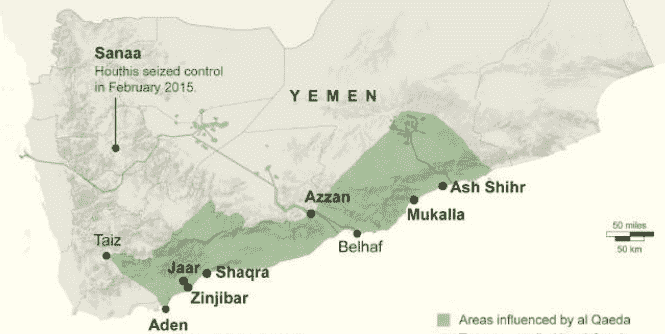 Sanaa
Houthis seized control
in February 2015.
YEMEN
Azzan
Ash Shihr
Mukalla
Belhaf
Taiz
Jaar
Shaqra
Zinjibar
Aden
50 miles
50 km
Areas influenced by al Qaeda